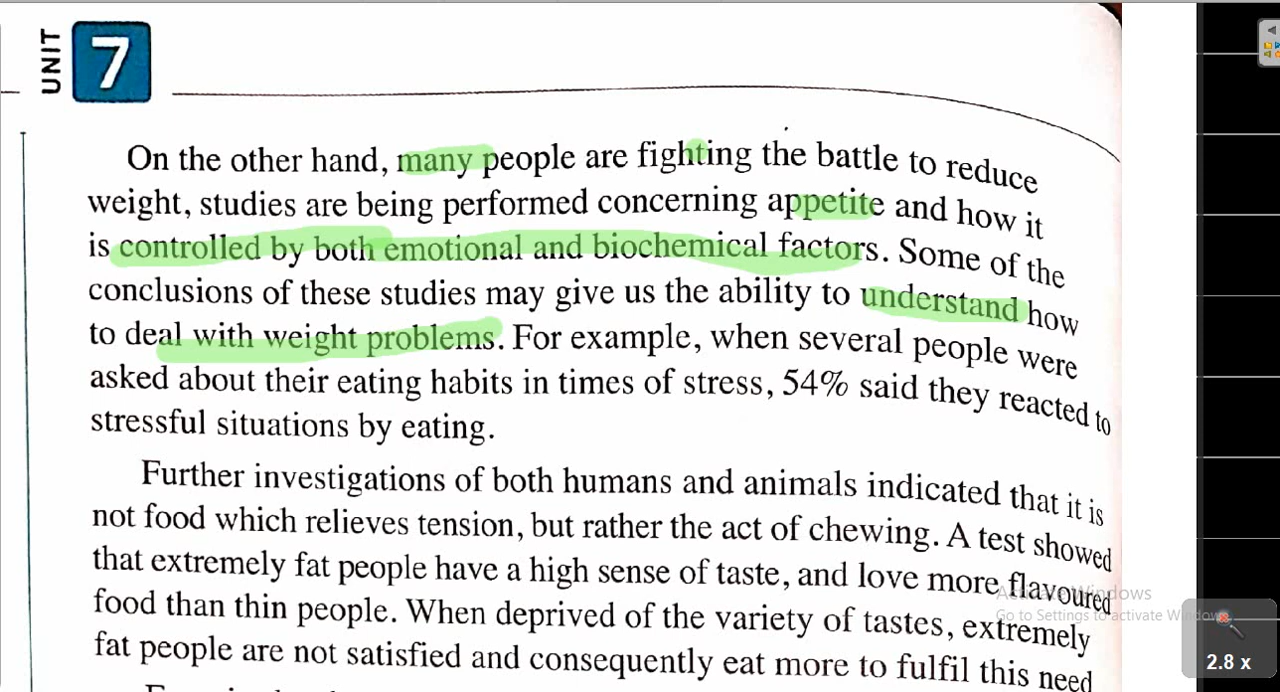 UNIT 7
On the other hand, many people are fighting the battle to reduce
weight, studies are being performed concerning appetite and how it
is controlled by both emotional and biochemical factors. Some of the
conclusions of these studies may give us the ability to understand how
to deal with weight problems. For example, when several people were
asked about their eating habits in times of stress, 54% said they reacted to
stressful situations by eating.
Further investigations of both humans and animals indicated that it is
not food which relieves tension, but rather the act of chewing. A test showed
that extremely fat people have a high sense of taste, and love more flavoured
food than thin people. When deprived of the variety of tastes, extremely
fat people are not satisfied and consequently eat more to fulfil this need
Activate Windows
Go to Settings to activate Windows
2.8 x